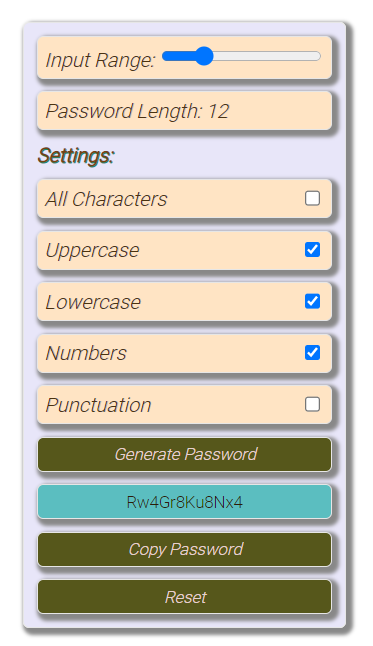 Input Range:
Password Length: 12
Settings:
All Characters
Uppercase
Lowercase
Numbers
Punctuation
Generate Password
Rw4Gr8Ku8Nx4
Copy Password
Reset